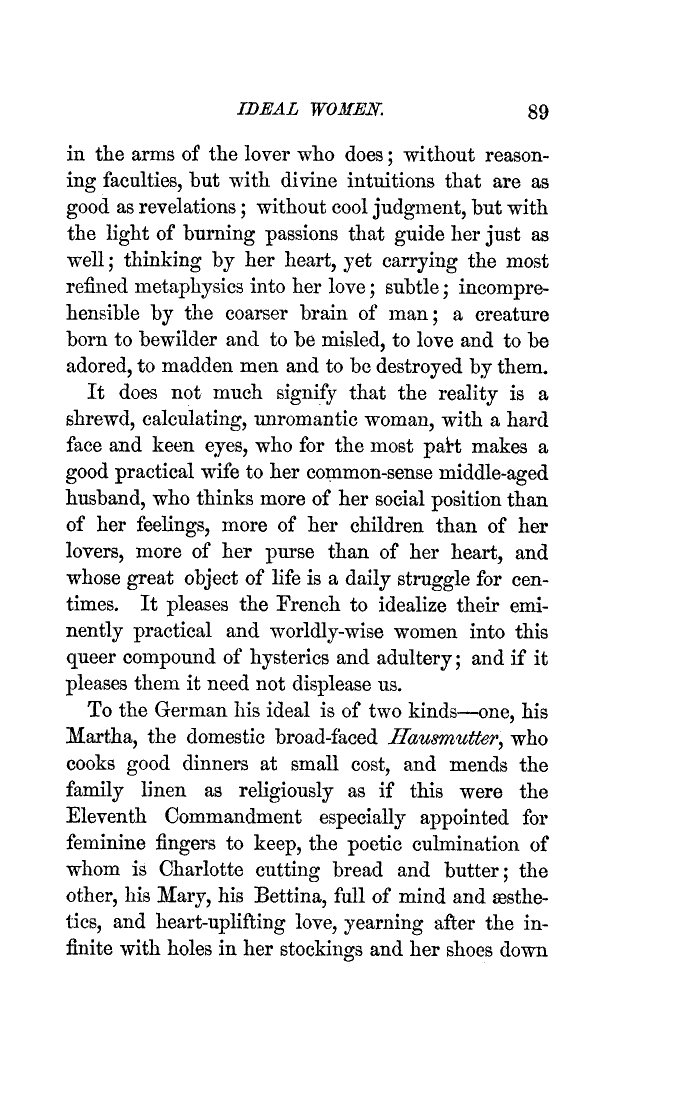 IDEAL WOMEN. 89
in the arms of the lover who does; without reason-
ing faculties, but with divine intuitions that are as
good as revelations; without cool judgment, but with
the light of burning passions that guide her just as
well; thinking by her heart, yet carrying the most
refined metaphysics into her love; subtle; incompre-
hensible by the coarser brain of man; a creature
born to bewilder and to be misled, to love and to be
adored, to madden men and to be destroyed by them.
It does not much signify that the reality is a
shrewd, calculating, unromantic woman, with a hard
face and keen eyes, who for the most part makes a
good practical wife to her common-sense middle-aged
husband, who thinks more of her social position than
of her feelings, more of her children than of her
lovers, more of her purse than of her heart, and
whose great object of life is a daily struggle for cen-
times. It pleases the French to idealize their emi-
nently practical and worldly-wise women into this
queer compound of hysterics and adultery; and if it
pleases them it need not displease us.
To the German his ideal is of two kinds—one, his
Martha, the domestic broad-faced Hausmutter, who
cooks good dinners at small cost, and mends the
family linen as religiously as if this were the
Eleventh Commandment especially appointed for
feminine fingers to keep, the poetic culmination of
whom is Charlotte cutting bread and butter; the
other, his Mary, his Bettina, full of mind and æsthe-
tics, and heart-uplifting love, yearning after the in-
finite with holes in her stockings and her shoes down